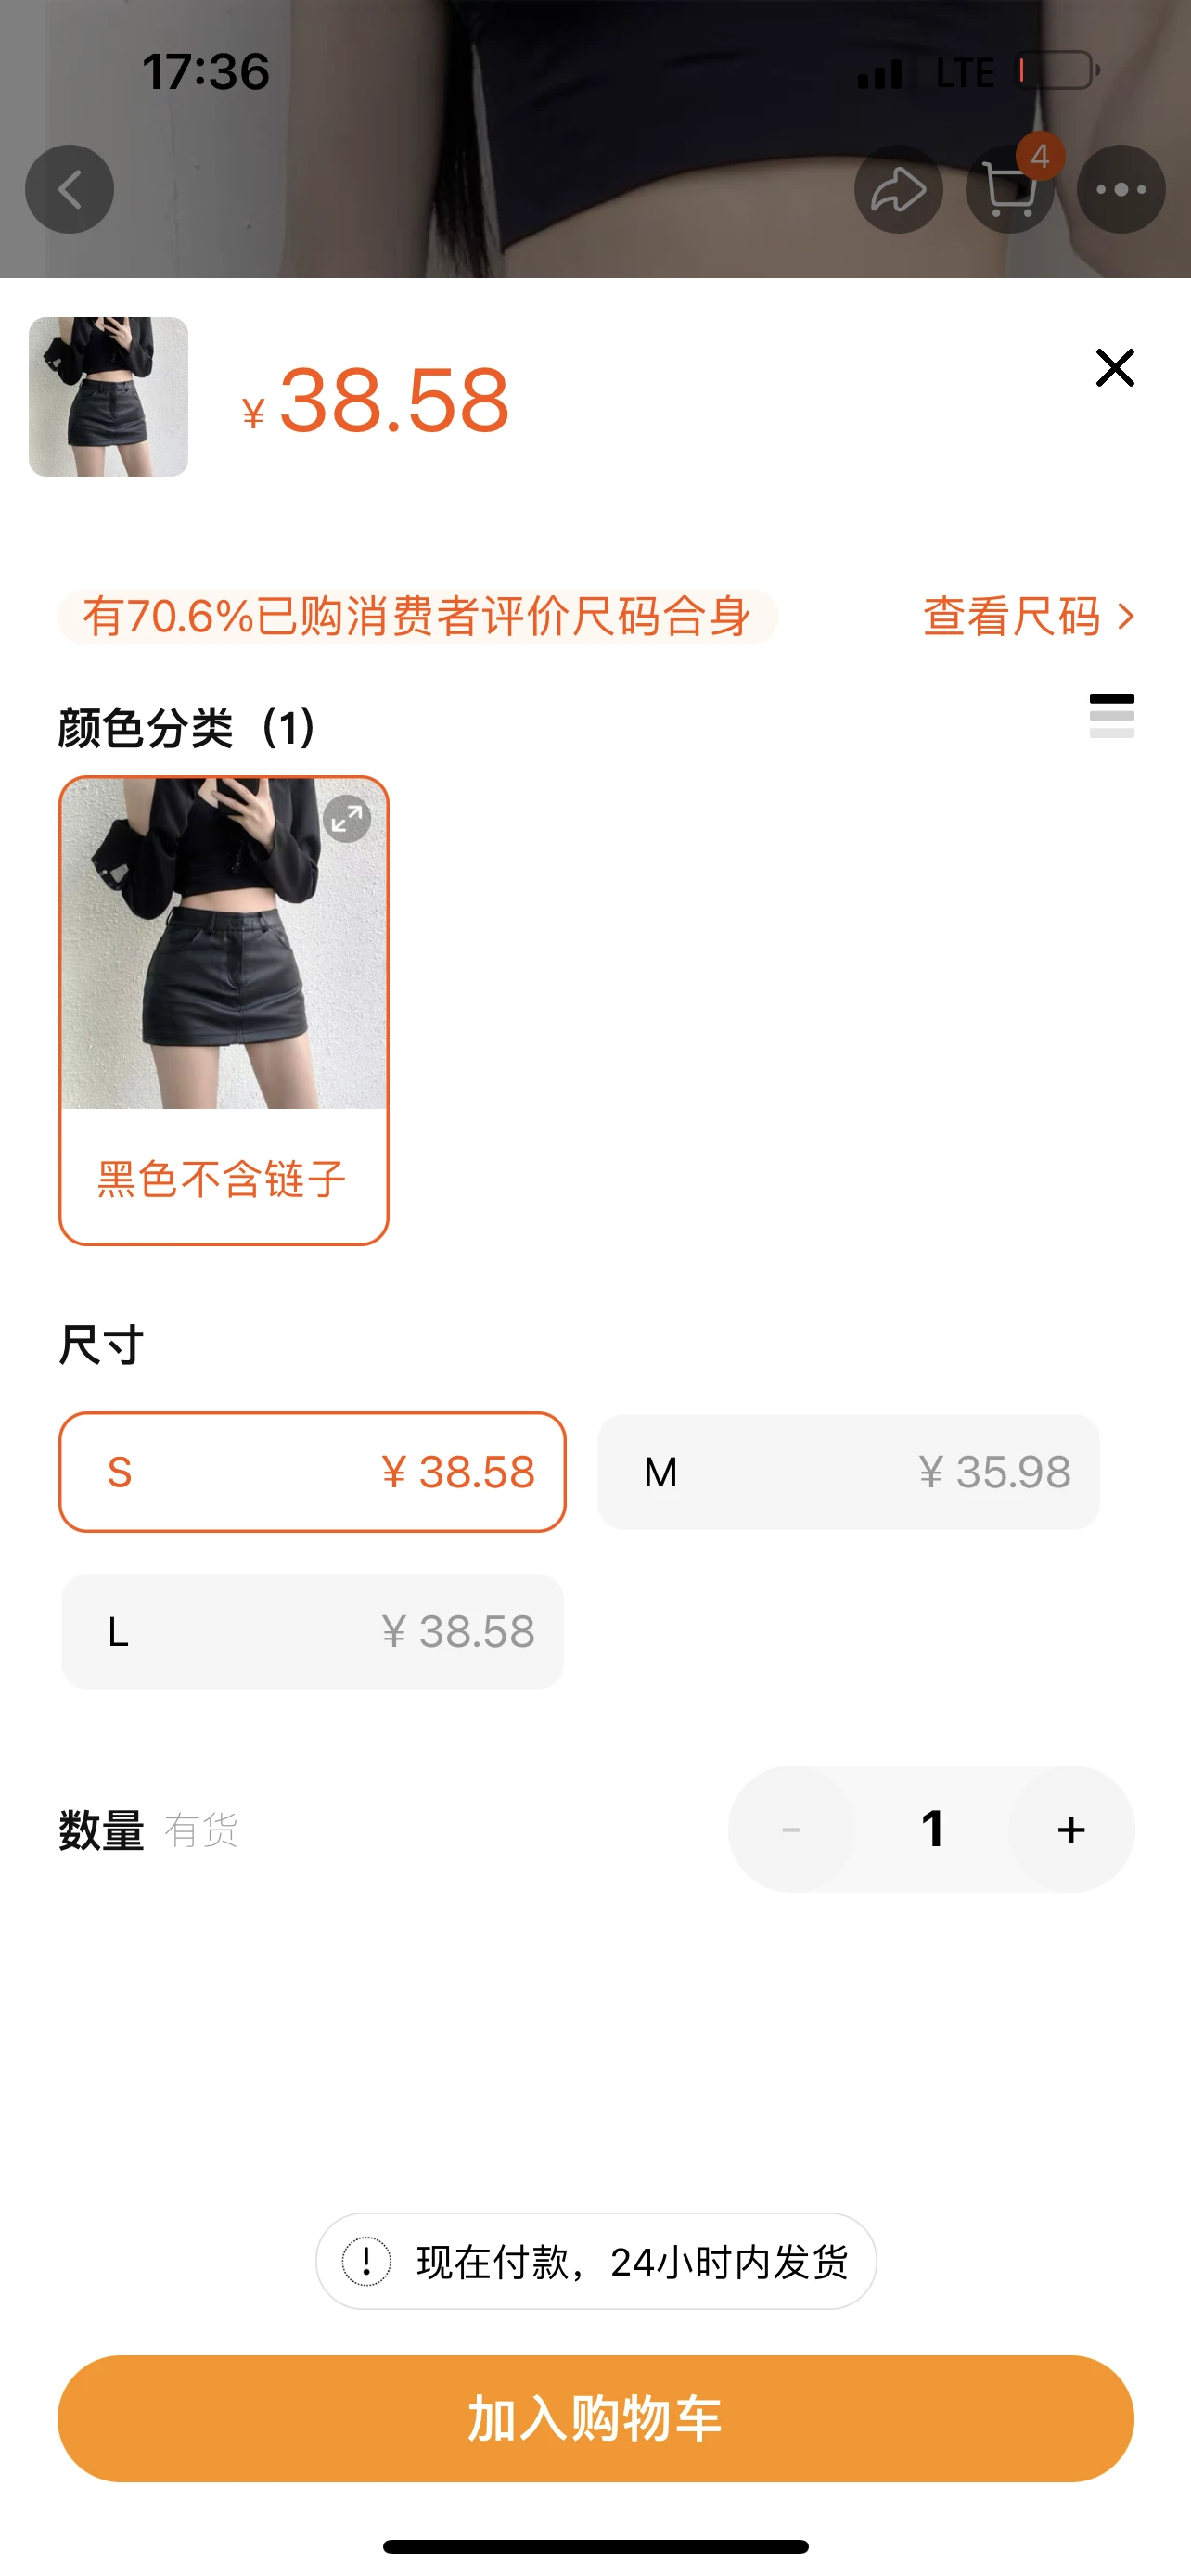 17:36
LTE
4
¥ 38.58
有70.6%已购消费者评价尺码合身
查看尺码 >
颜色分类（1）
黑色不含链子
尺寸
S ¥ 38.58
M ¥ 35.98
L ¥ 38.58
数量 有货
- 1 +
现在付款，24小时内发货
加入购物车